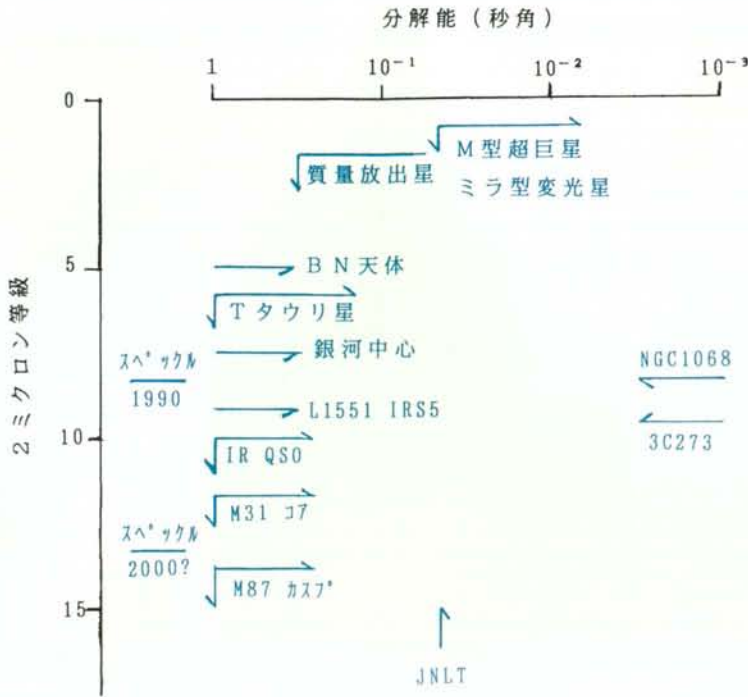 分解能（秒角）
1 10⁻¹ 10⁻² 10⁻³
0
M型超巨星
質量放出星
ミラ型変光星
5
BN天体
Tタウリ星
銀河中心
スペックル
1990
NGC1068
L1551 IRS5
3C273
10
IR QSO
M31 コア
スペックル
2000?
M87 カスプ
15
JNLT
2ミクロン等級